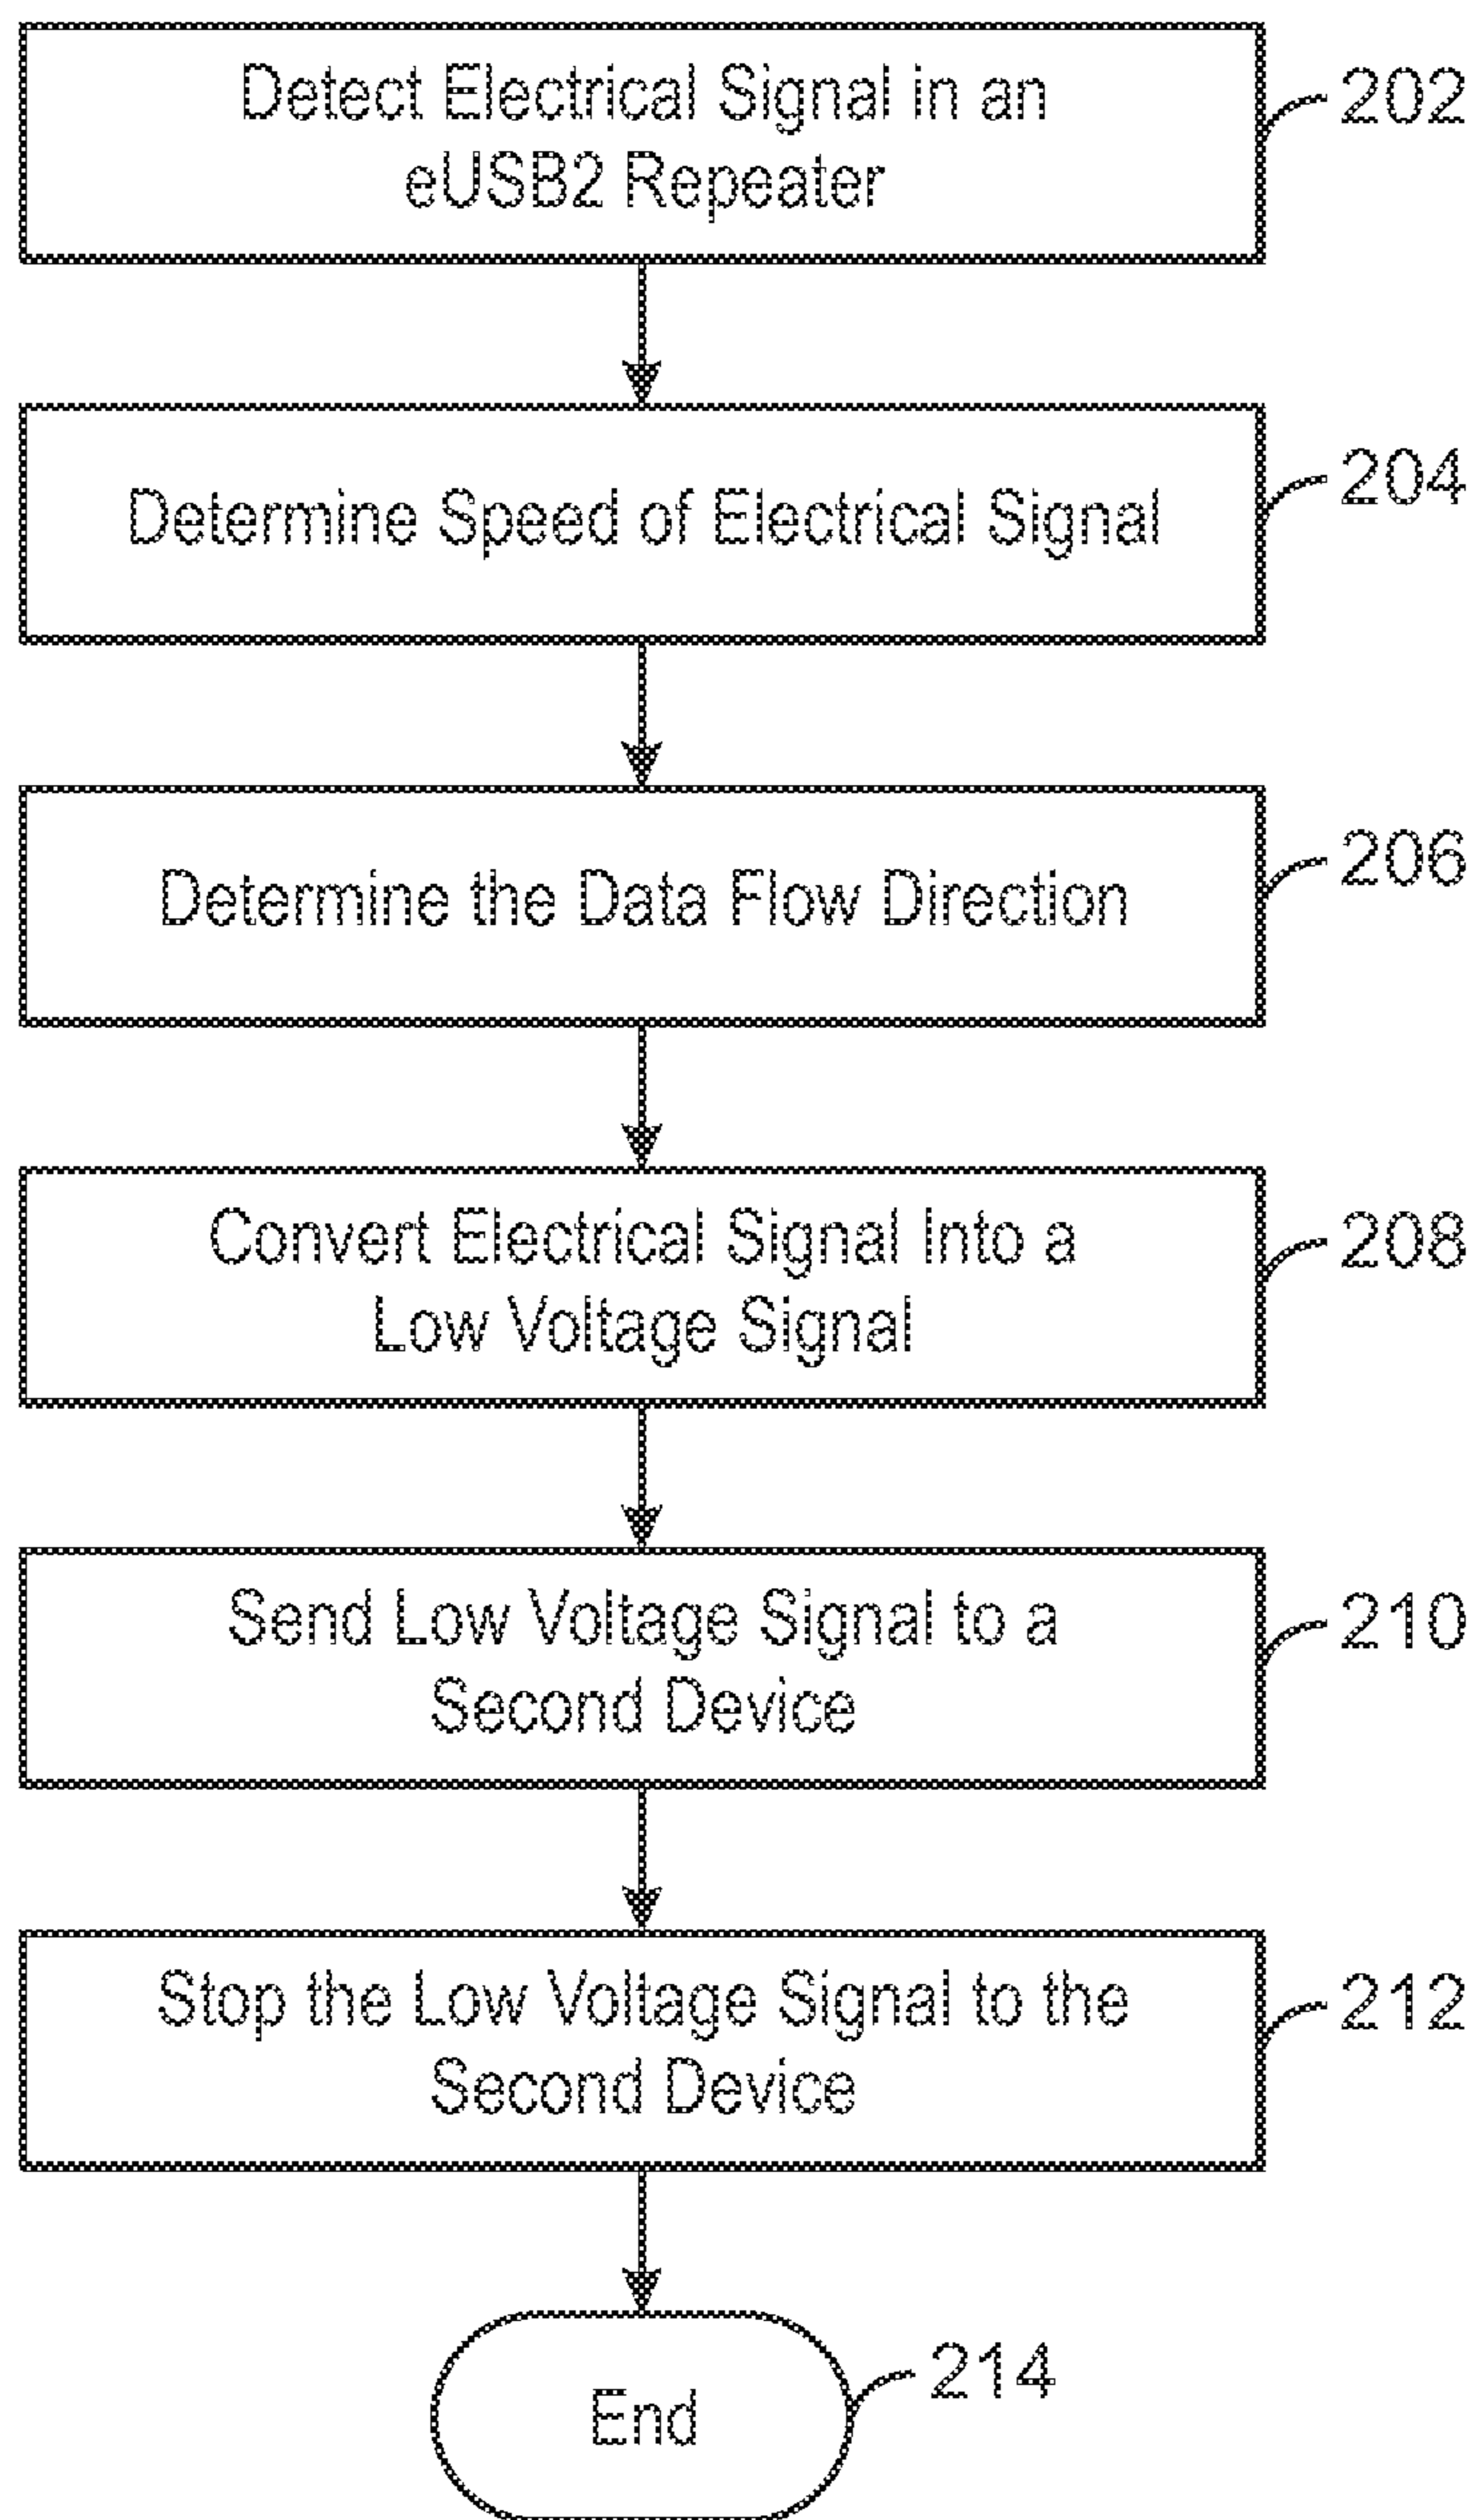 Detect Electrical Signal in an
eUSB2 Repeater
202
Determine Speed of Electrical Signal
204
Determine the Data Flow Direction
206
Convert Electrical Signal Into a
Low Voltage Signal
208
Send Low Voltage Signal to a
Second Device
210
Stop the Low Voltage Signal to the
Second Device
212
End
214